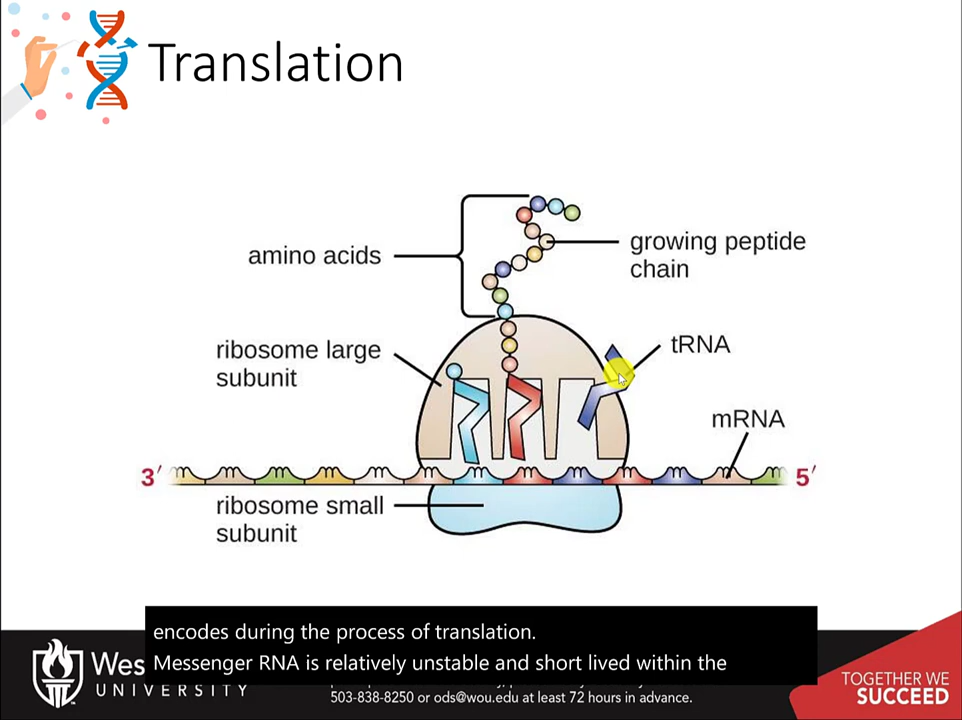 Translation
amino acids
growing peptide
chain
ribosome large
subunit
tRNA
mRNA
3′
5′
ribosome small
subunit
encodes during the process of translation.
Messenger RNA is relatively unstable and short lived within the
Wes
UNIVERSITY
503-838-8250 or ods@wou.edu at least 72 hours in advance.
TOGETHER WE
SUCCEED